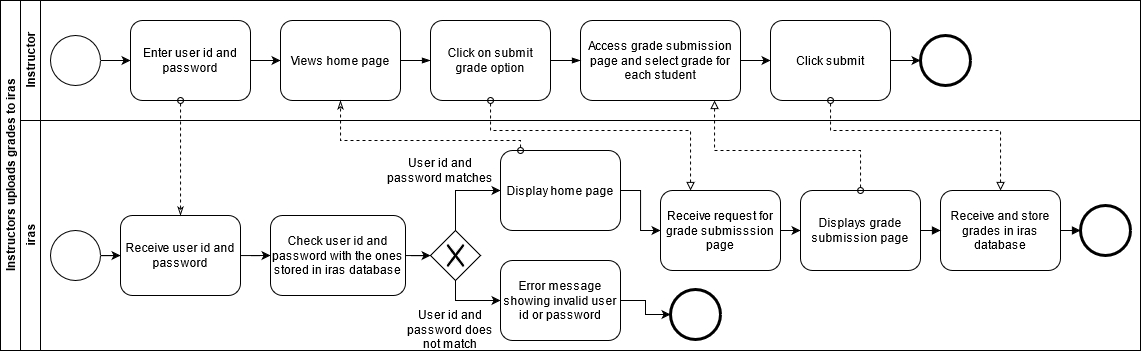 Instructors uploads grades to iras
Instructor
Enter user id and
password
Views home page
Click on submit
grade option
Access grade submission
page and select grade for
each student
Click submit
iras
Receive user id and
password
Check user id and
password with the ones
stored in iras database
User id and
password matches
Display home page
User id and
password does
not match
Error message
showing invalid user
id or password
Receive request for
grade submisssion
page
Displays grade
submission page
Receive and store
grades in iras
database